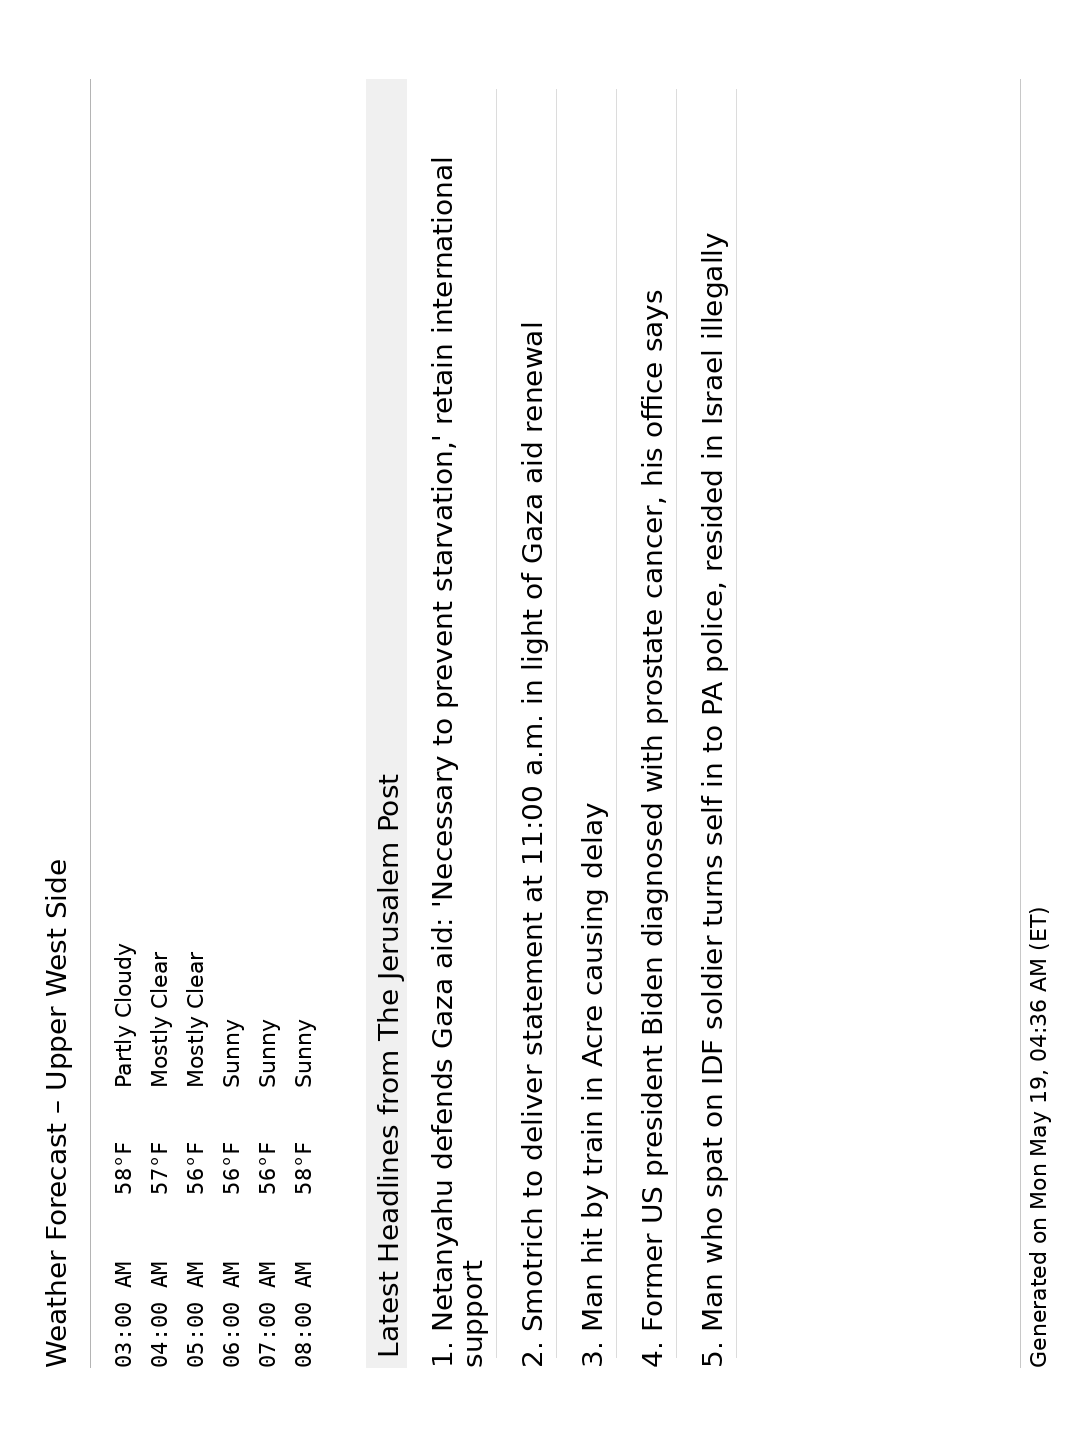 Weather Forecast – Upper West Side
03:00 AM 58°F Partly Cloudy
04:00 AM 57°F Mostly Clear
05:00 AM 56°F Mostly Clear
06:00 AM 56°F Sunny
07:00 AM 56°F Sunny
08:00 AM 58°F Sunny
Latest Headlines from The Jerusalem Post
1. Netanyahu defends Gaza aid: 'Necessary to prevent starvation,' retain international
support
2. Smotrich to deliver statement at 11:00 a.m. in light of Gaza aid renewal
3. Man hit by train in Acre causing delay
4. Former US president Biden diagnosed with prostate cancer, his office says
5. Man who spat on IDF soldier turns self in to PA police, resided in Israel illegally
Generated on Mon May 19, 04:36 AM (ET)